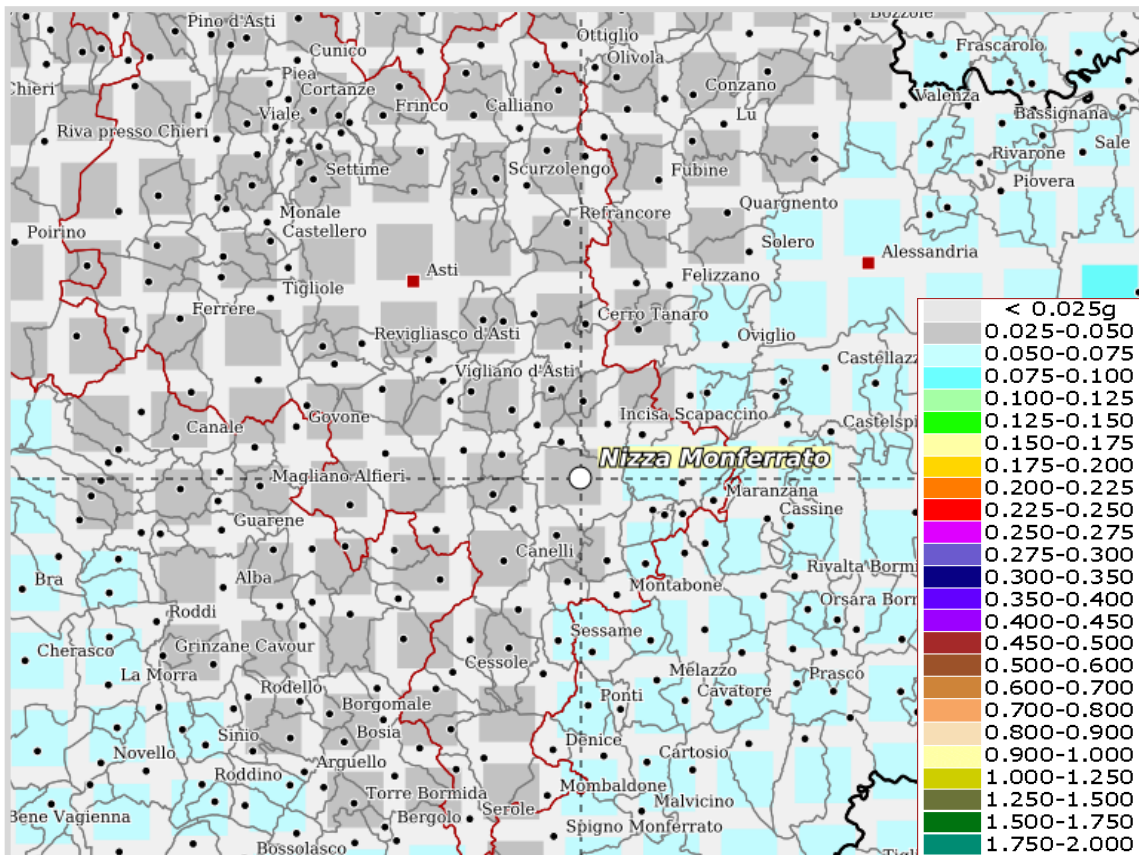 Pino d'Asti
Cunico
Ottiglio
Bozzole
Frascarolo
Chieri
Piea
Olivola
Cortanze
Frinco
Calliano
Conzano
Valenza
Viale
Lu
Bassignana
Riva presso Chieri
Settime
Scurzolengo
Fubine
Rivarone
Sale
Piovera
Monale
Refrancore
Quargnento
Poirino
Castellero
Solero
Alessandria
Asti
Tigliole
Felizzano
Ferrere
Revigliasco d'Asti
Cerro Tanaro
Oviglio
Vigliano d'Asti
Castellazz
Govone
Incisa Scapaccino
Canale
Castelspi
Nizza Monferrato
Magliano Alfieri
Maranzana
Guarene
Cassine
Canelli
Bra
Alba
Montabone
Rivalta Bormi
Roddi
Orsara Borm
Sessame
Cherasco
Grinzane Cavour
Cessole
Melazzo
Prasco
La Morra
Rodello
Ponti
Cavatore
Borgomale
Sinio
Bosia
Denice
Novello
Cartosio
Roddino
Arguello
Mombaldone
Torre Bormida
Malvicino
Bene Vagienna
Bergolo
Serole
Spigno Monferrato
Bossolasco
Tigli
< 0.025g
0.025-0.050
0.050-0.075
0.075-0.100
0.100-0.125
0.125-0.150
0.150-0.175
0.175-0.200
0.200-0.225
0.225-0.250
0.250-0.275
0.275-0.300
0.300-0.350
0.350-0.400
0.400-0.450
0.450-0.500
0.500-0.600
0.600-0.700
0.700-0.800
0.800-0.900
0.900-1.000
1.000-1.250
1.250-1.500
1.500-1.750
1.750-2.000